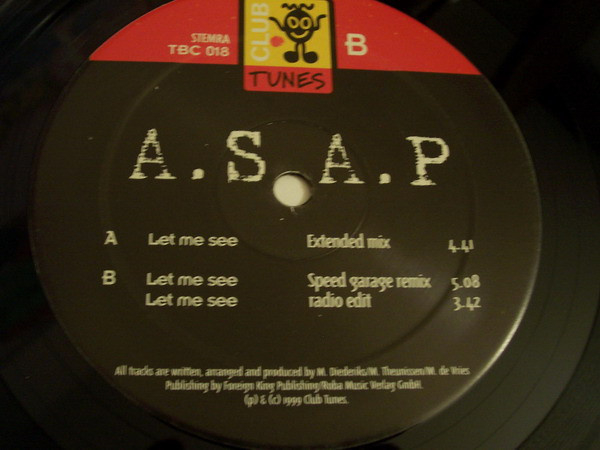 STEMRA
TBC 018
CLUB
TUNES
B
A.S.A.P
A Let me see Extended mix 4.41
B Let me see Speed garage remix 5.08
Let me see radio edit 3.42
All tracks are written, arranged and produced by M. Diederiks/M. Theunissen/M. de Vries
Publishing by Foreign King Publishing/Roba Music Verlag GmbH.
(p) & (c) 1999 Club Tunes.